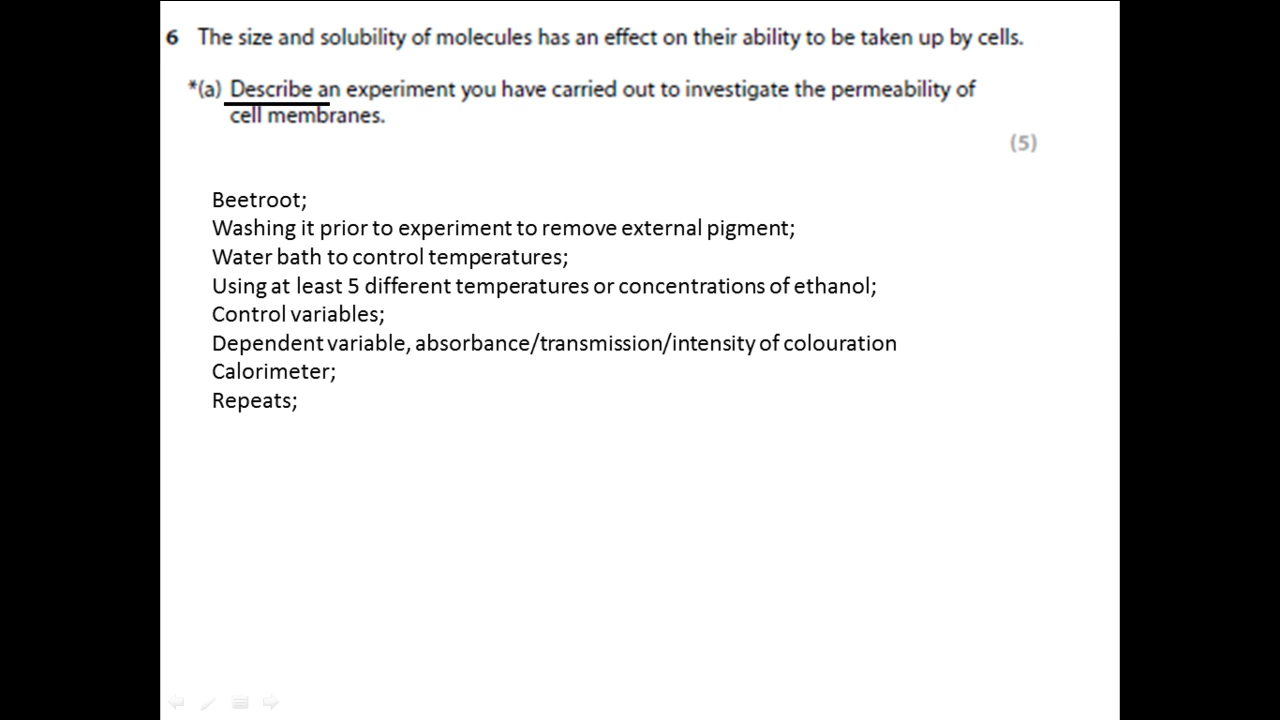 6 The size and solubility of molecules has an effect on their ability to be taken up by cells.
*(a) Describe an experiment you have carried out to investigate the permeability of
cell membranes.
(5)
Beetroot;
Washing it prior to experiment to remove external pigment;
Water bath to control temperatures;
Using at least 5 different temperatures or concentrations of ethanol;
Control variables;
Dependent variable, absorbance/transmission/intensity of colouration
Calorimeter;
Repeats;